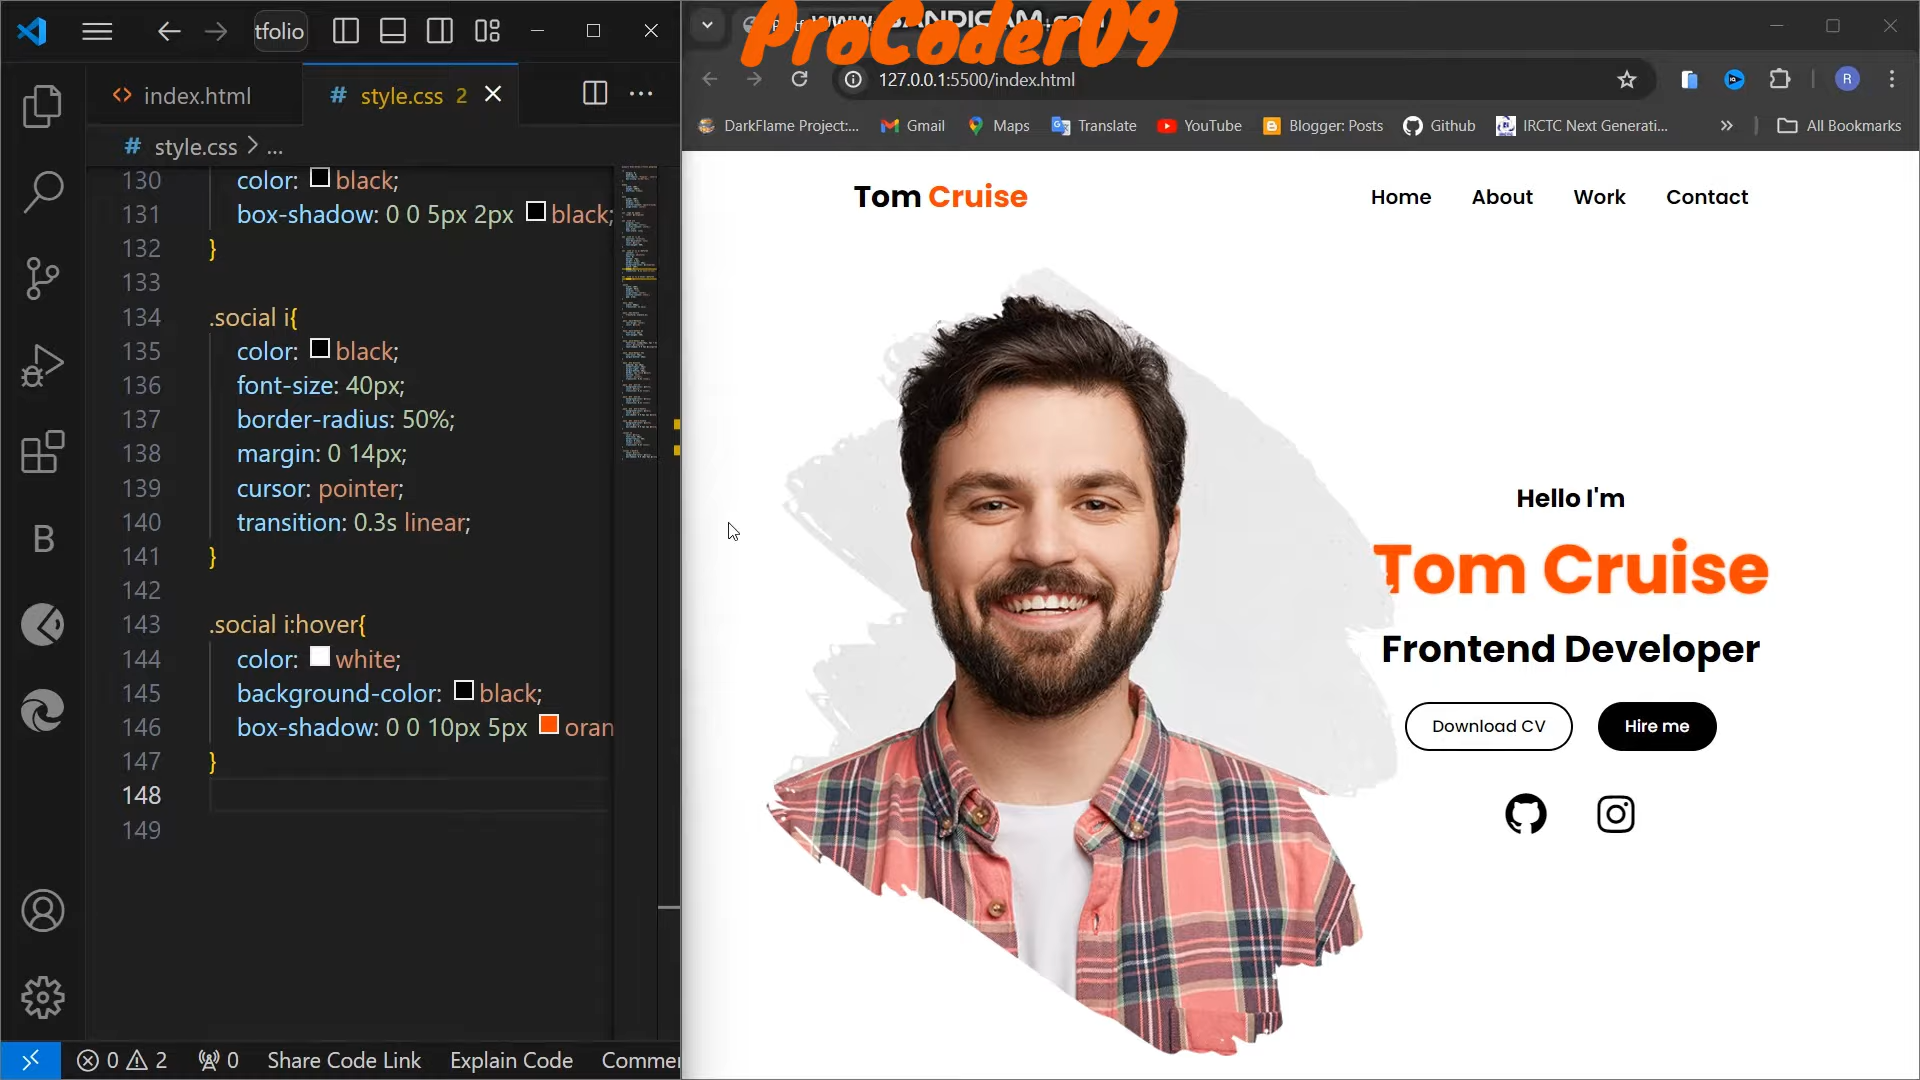 tfolio
index.html
# style.css 2
# style.css > ...
130 color: black;
131 box-shadow: 0 0 5px 2px black;
132 }
133
134 .social i{
135 color: black;
136 font-size: 40px;
137 border-radius: 50%;
138 margin: 0 14px;
139 cursor: pointer;
140 transition: 0.3s linear;
141 }
142
143 .social i:hover{
144 color: white;
145 background-color: black;
146 box-shadow: 0 0 10px 5px oran
147 }
148
149
B
0 2 0 Share Code Link Explain Code Commer
ProCoder09
127.0.0.1:5500/index.html
R
DarkFlame Project:... Gmail Maps Translate YouTube Blogger: Posts Github IRCTC Next Generati... All Bookmarks
Tom Cruise
Home About Work Contact
Hello I'm
Tom Cruise
Frontend Developer
Download CV Hire me